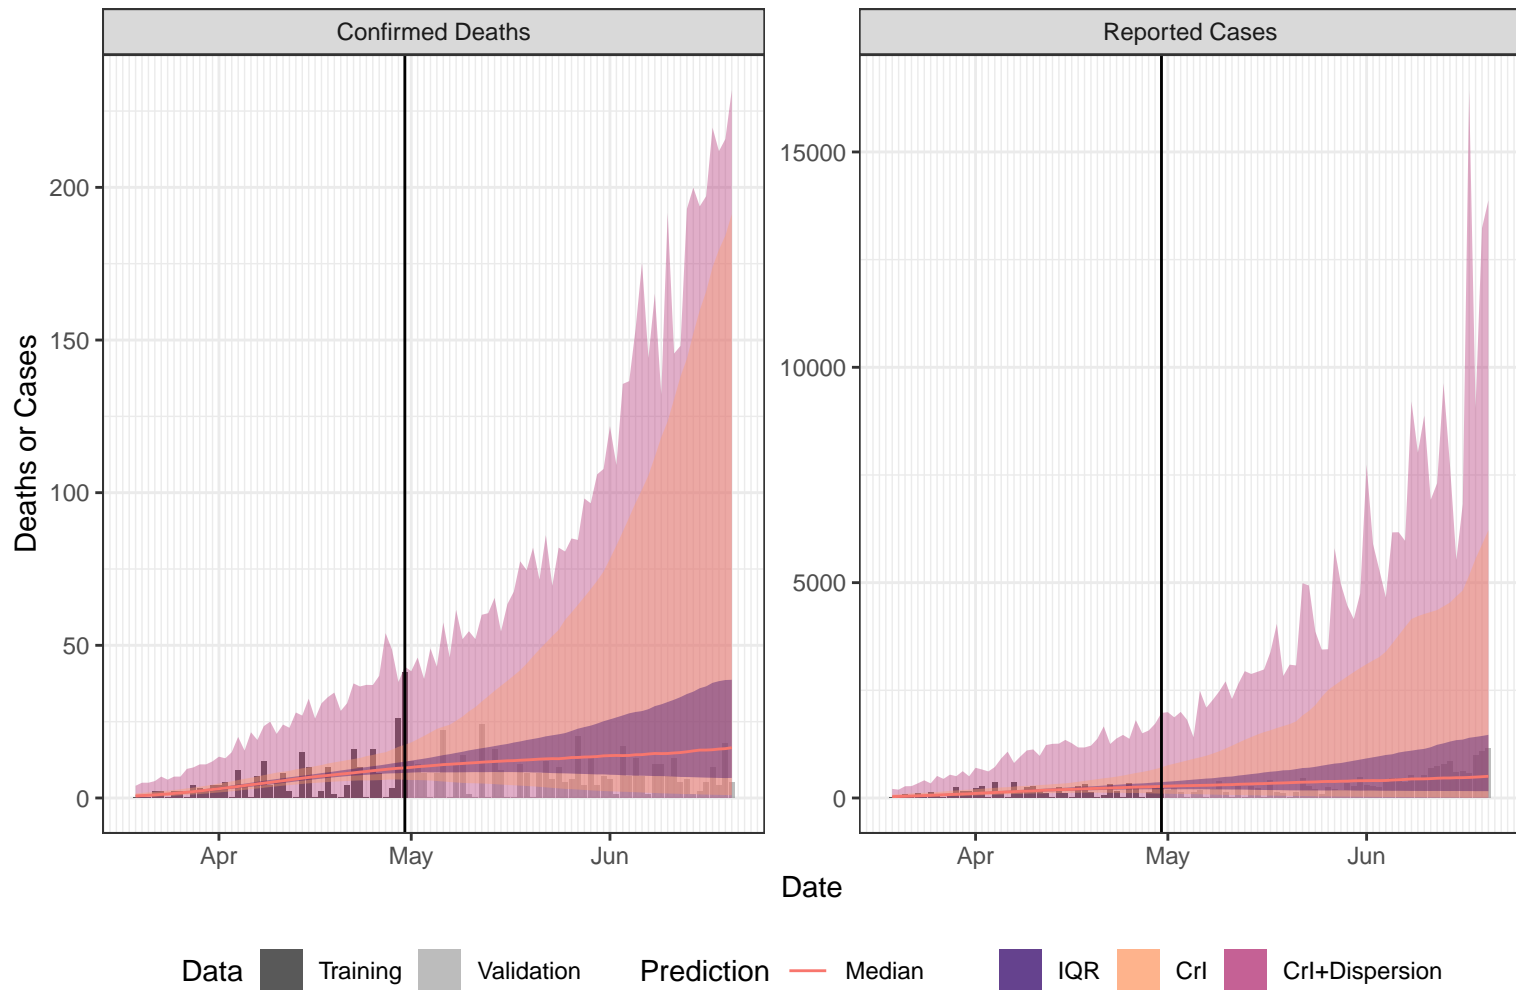 Confirmed Deaths
Reported Cases
Deaths or Cases
200
150
100
50
0
15000
10000
5000
0
Apr
May
Jun
Apr
May
Jun
Date
Data Training Validation Prediction Median IQR CrI CrI+Dispersion